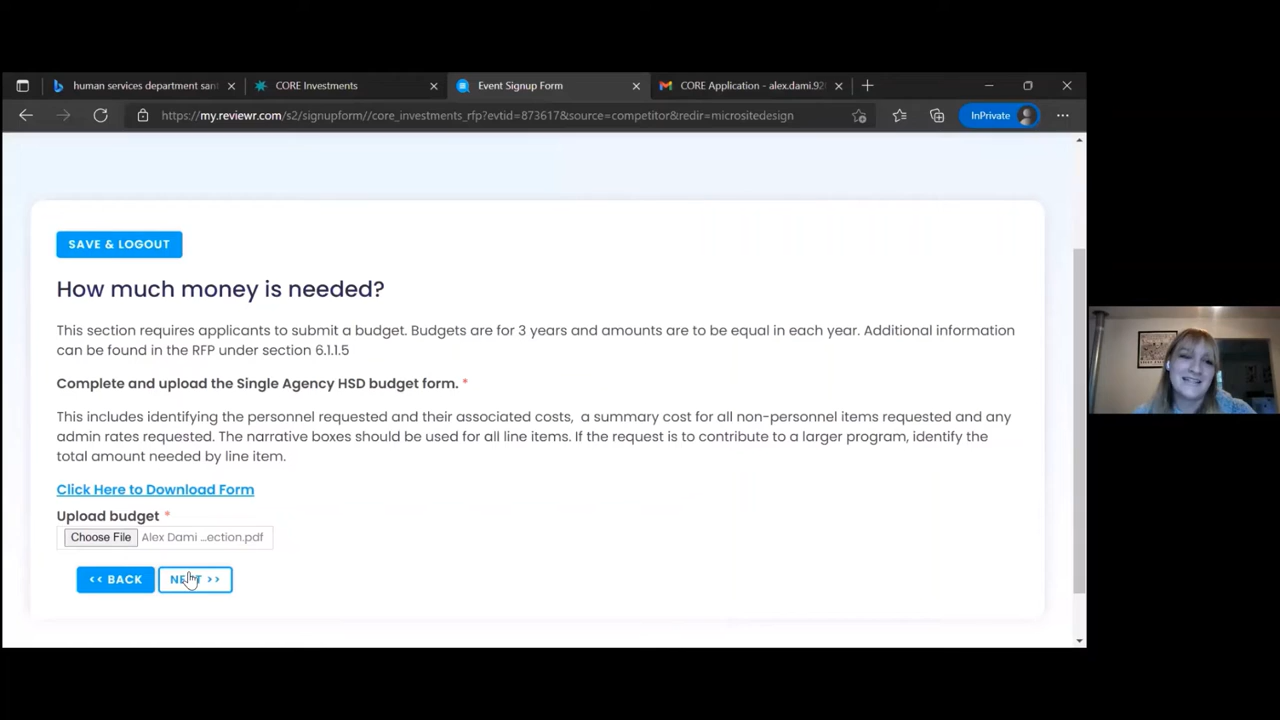 human services department sant
CORE Investments
Event Signup Form
CORE Application - alex.dami.92
https://my.reviewr.com/s2/signupform//core_investments_rfp?evtid=873617&source=competitor&redir=micrositedesign
InPrivate
SAVE & LOGOUT
How much money is needed?
This section requires applicants to submit a budget. Budgets are for 3 years and amounts are to be equal in each year. Additional information
can be found in the RFP under section 6.1.1.5
Complete and upload the Single Agency HSD budget form. *
This includes identifying the personnel requested and their associated costs, a summary cost for all non-personnel items requested and any
admin rates requested. The narrative boxes should be used for all line items. If the request is to contribute to a larger program, identify the
total amount needed by line item.
Click Here to Download Form
Upload budget *
Choose File Alex Dami ...ection.pdf
<< BACK
NEXT >>